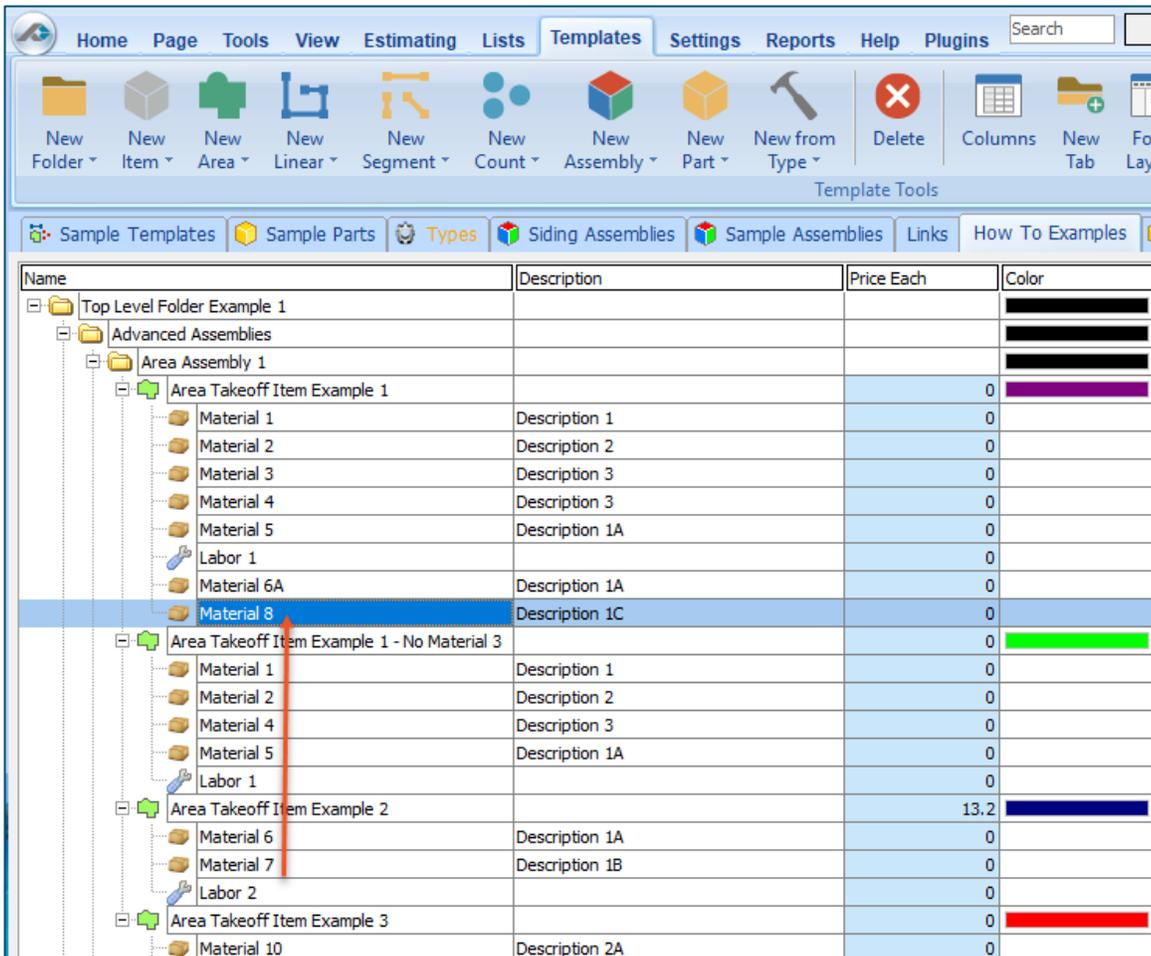 Home Page Tools View Estimating Lists Templates Settings Reports Help Plugins Search
New Folder New Item New Area New Linear New Segment New Count New Assembly New Part New from Type Delete Columns New Tab
Template Tools
Sample Templates Sample Parts Types Siding Assemblies Sample Assemblies Links How To Examples
Name Description Price Each Color
Top Level Folder Example 1
Advanced Assemblies
Area Assembly 1
Area Takeoff Item Example 1 0
Material 1 Description 1 0
Material 2 Description 2 0
Material 3 Description 3 0
Material 4 Description 3 0
Material 5 Description 1A 0
Labor 1 0
Material 6A Description 1A 0
Material 8 Description 1C 0
Area Takeoff Item Example 1 - No Material 3 0
Material 1 Description 1 0
Material 2 Description 2 0
Material 4 Description 3 0
Material 5 Description 1A 0
Labor 1 0
Area Takeoff Item Example 2 13.2
Material 6 Description 1A 0
Material 7 Description 1B 0
Labor 2 0
Area Takeoff Item Example 3 0
Material 10 Description 2A 0